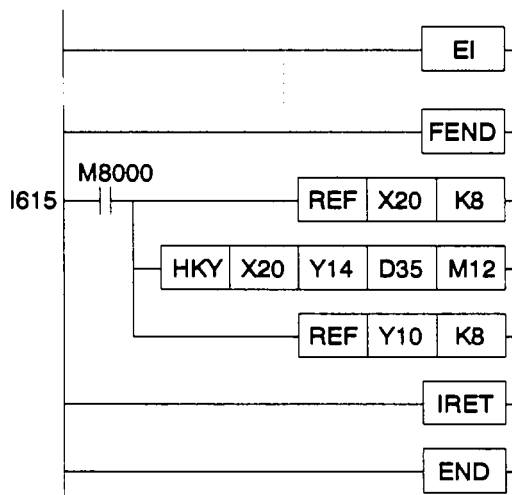 EI
FEND
M8000
I615 REF X20 K8
HKY X20 Y14 D35 M12
REF Y10 K8
IRET
END